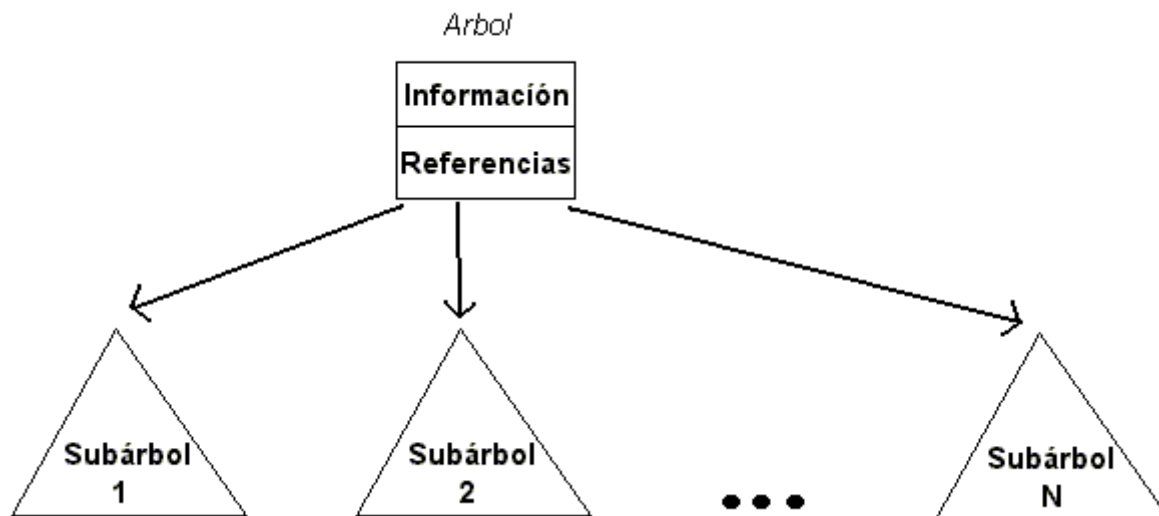 Arbol
Información
Referencias
Subárbol
1
Subárbol
2
Subárbol
N